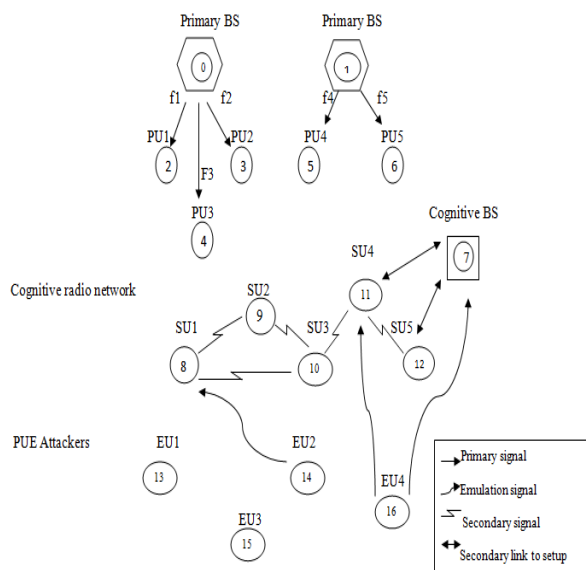 Primary BS Primary BS
0 1
f1 f2 f4 f5
PU1 PU2 PU4 PU5
2 3 5 6
F3
PU3
4
Cognitive BS
7
SU4
11
Cognitive radio network
SU2
9
SU1 SU3 SU5
8 10 12
PUE Attackers
EU1 EU2
13 14
EU4
16
EU3
15
Primary signal
Emulation signal
Secondary signal
Secondary link to setup